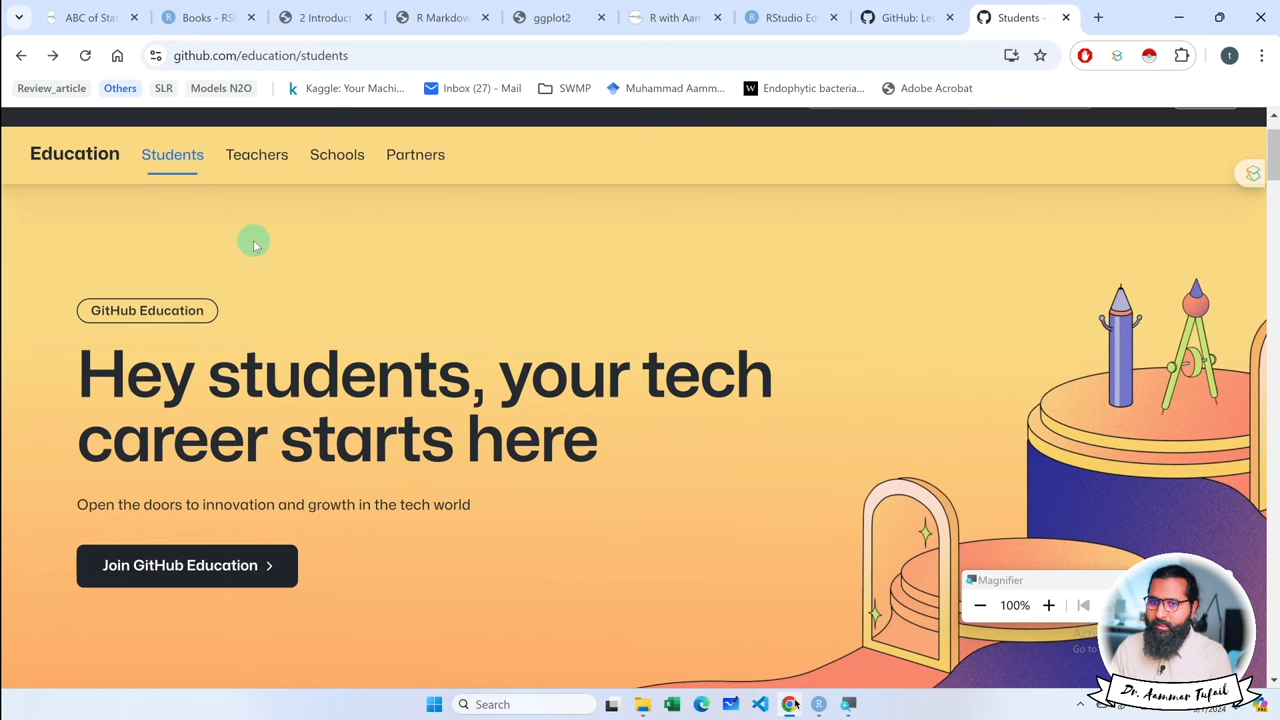 ABC of Sta
Books - RSt
2 Introduct
R Markdow
ggplot2
R with Aam
RStudio Ed
GitHub: Le
Students -
github.com/education/students
t
Review_article
Others
SLR
Models N2O
Kaggle: Your Machi...
Inbox (27) - Mail
SWMP
Muhammad Aamm...
W
Endophytic bacteria...
Adobe Acrobat
Education
Students
Teachers
Schools
Partners
GitHub Education
Hey students, your tech
career starts here
Open the doors to innovation and growth in the tech world
Join GitHub Education
Magnifier
100%
Go to
Dr. Aammar Tufail
Search